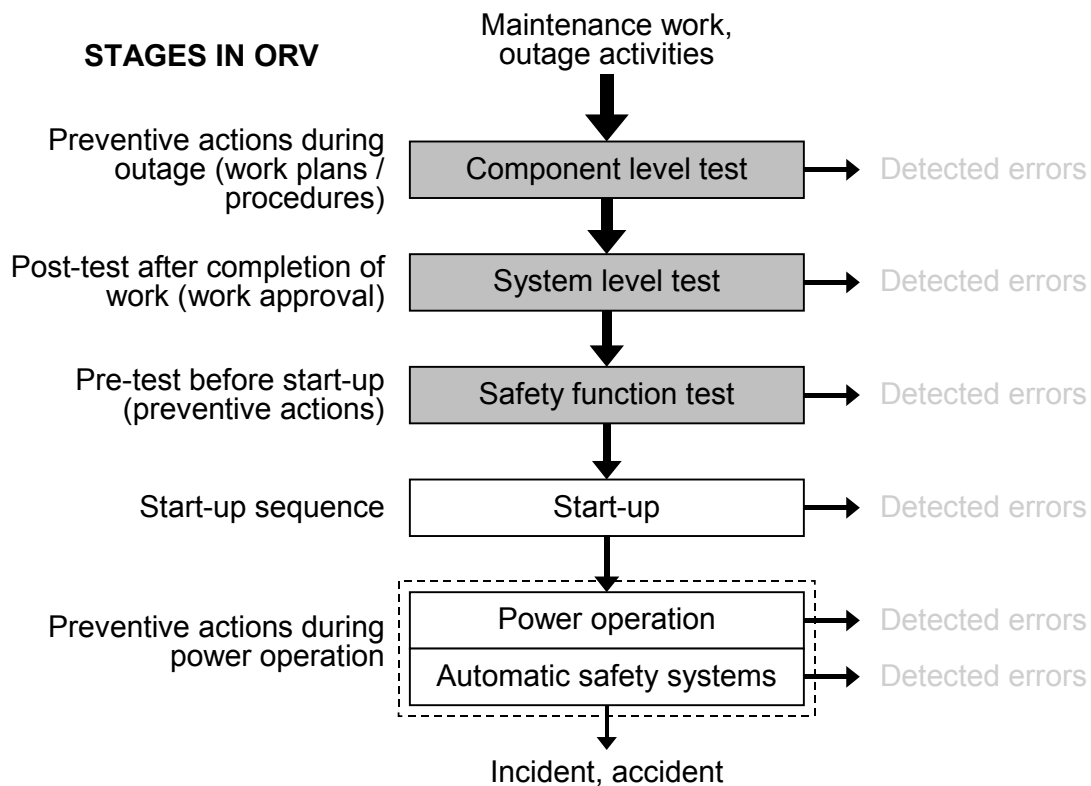 STAGES IN ORV
Maintenance work,
outage activities
Preventive actions during
outage (work plans /
procedures)
Component level test
Detected errors
Post-test after completion of
work (work approval)
System level test
Detected errors
Pre-test before start-up
(preventive actions)
Safety function test
Detected errors
Start-up sequence
Start-up
Detected errors
Preventive actions during
power operation
Power operation
Detected errors
Automatic safety systems
Detected errors
Incident, accident